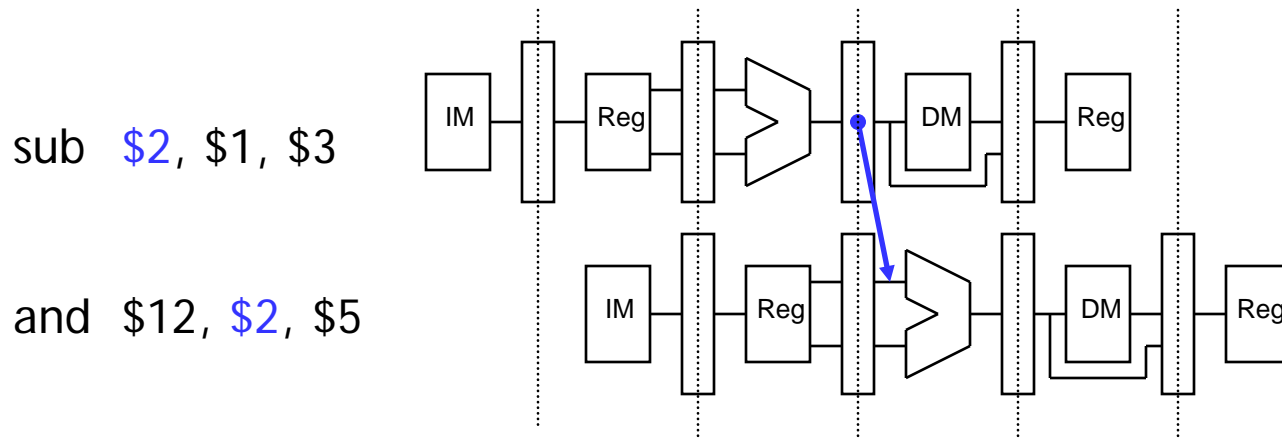 IM Reg DM Reg
sub $2, $1, $3
IM Reg DM Reg
and $12, $2, $5